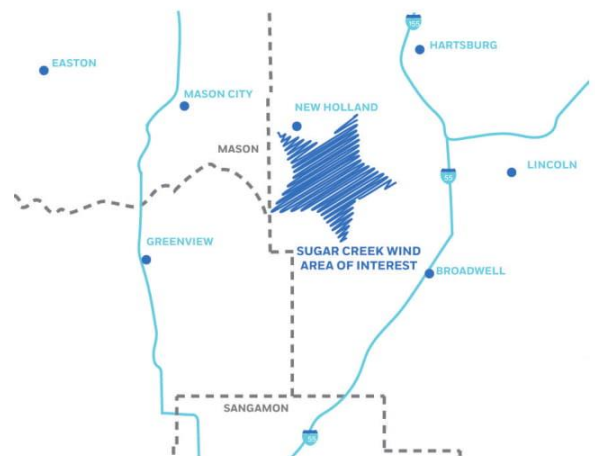 155
HARTSBURG
EASTON
MASON CITY
NEW HOLLAND
MASON
LINCOLN
55
GREENVIEW
SUGAR CREEK WIND
AREA OF INTEREST
BROADWELL
SANGAMON
55